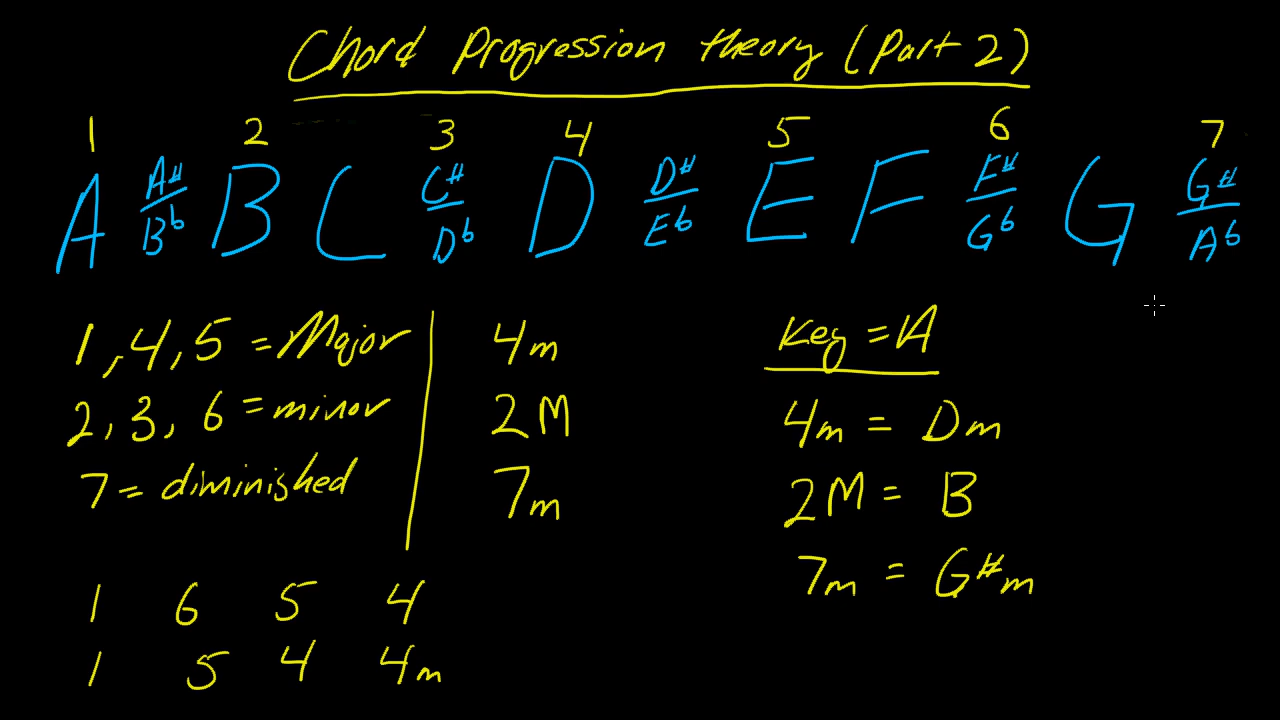 Chord Progression theory (Part 2)
1 2 3 4 5 6 7
A A#/Bb B C C#/Db D D#/Eb E F F#/Gb G G#/Ab
1, 4, 5 = Major
2, 3, 6 = minor
7 = diminished
4m
2M
7m
Key = A
4m = Dm
2M = B
7m = G#m
1 6 5 4
1 5 4 4m